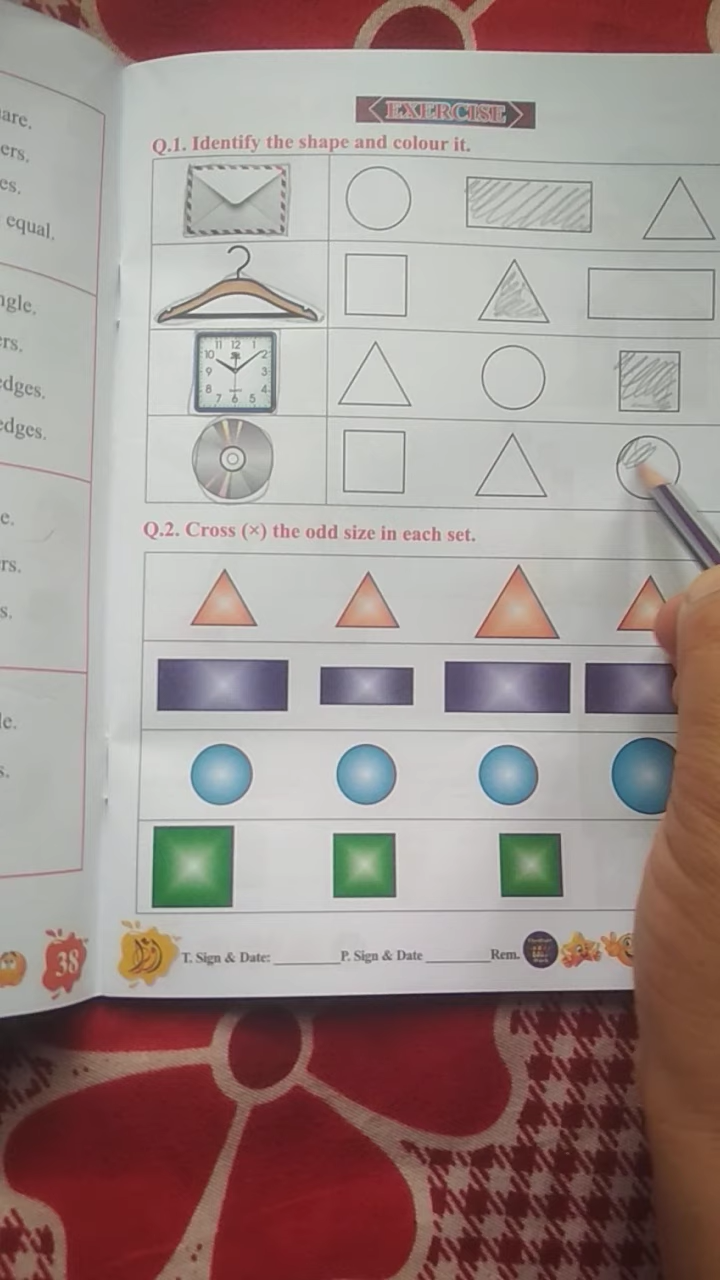 are.
ers,
es.
equal.
ngle.
ers.
edges.
edges.
e.
rs.
s.
le.
s.
38
EXERCISE
Q.1. Identify the shape and colour it.
11 12 1
10 2
9 3
8 4
7 6 5
Q.2. Cross (×) the odd size in each set.
T. Sign & Date: ________ P. Sign & Date ________ Rem.